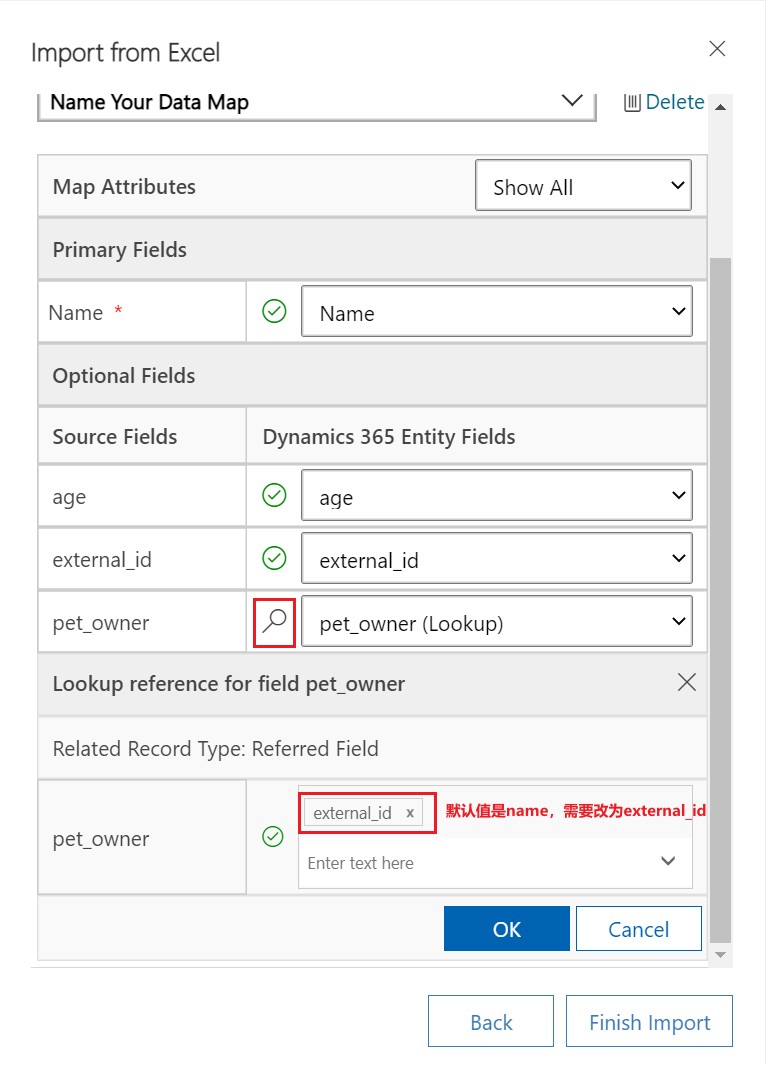 Import from Excel
Name Your Data Map
Delete
Map Attributes
Show All
Primary Fields
Name *
Name
Optional Fields
Source Fields
Dynamics 365 Entity Fields
age
age
external_id
external_id
pet_owner
pet_owner (Lookup)
Lookup reference for field pet_owner
Related Record Type: Referred Field
pet_owner
external_id x
默认值是name，需要改为external_id
Enter text here
OK
Cancel
Back
Finish Import